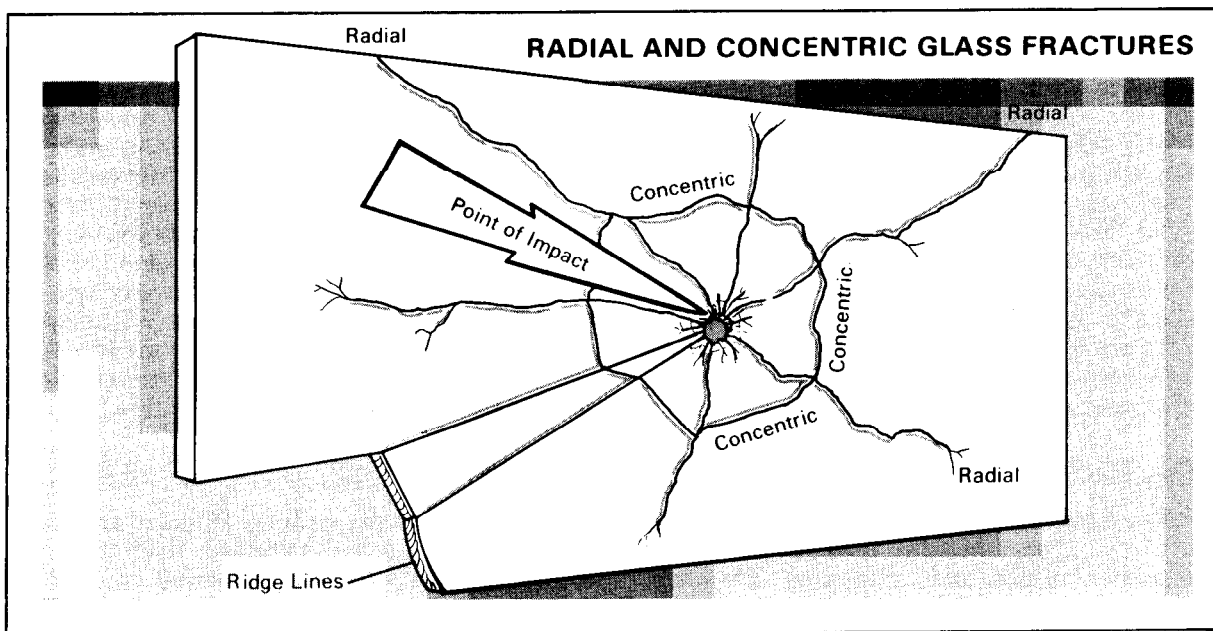 Radial
RADIAL AND CONCENTRIC GLASS FRACTURES
Radial
Concentric
Point of Impact
Concentric
Concentric
Radial
Ridge Lines